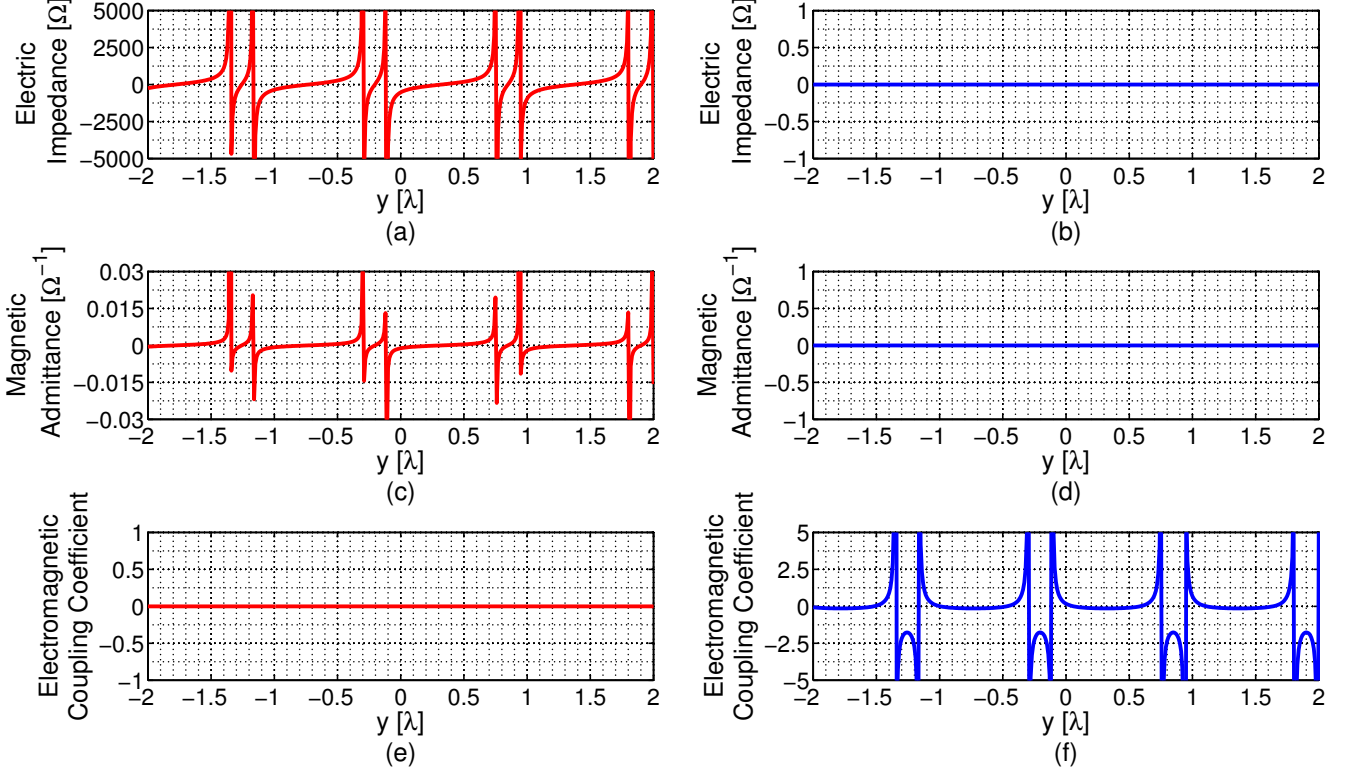 Electric
Impedance [Ω]
5000
2500
0
−2500
−5000
−2 −1.5 −1 −0.5 0 0.5 1 1.5 2
y [λ]
(a)
Electric
Impedance [Ω]
1
0.5
0
−0.5
−1
−2 −1.5 −1 −0.5 0 0.5 1 1.5 2
y [λ]
(b)
Magnetic
Admittance [Ω⁻¹]
0.03
0.015
0
−0.015
−0.03
−2 −1.5 −1 −0.5 0 0.5 1 1.5 2
y [λ]
(c)
Magnetic
Admittance [Ω⁻¹]
1
0.5
0
−0.5
−1
−2 −1.5 −1 −0.5 0 0.5 1 1.5 2
y [λ]
(d)
Electromagnetic
Coupling Coefficient
1
0.5
0
−0.5
−1
−2 −1.5 −1 −0.5 0 0.5 1 1.5 2
y [λ]
(e)
Electromagnetic
Coupling Coefficient
5
2.5
0
−2.5
−5
−2 −1.5 −1 −0.5 0 0.5 1 1.5 2
y [λ]
(f)